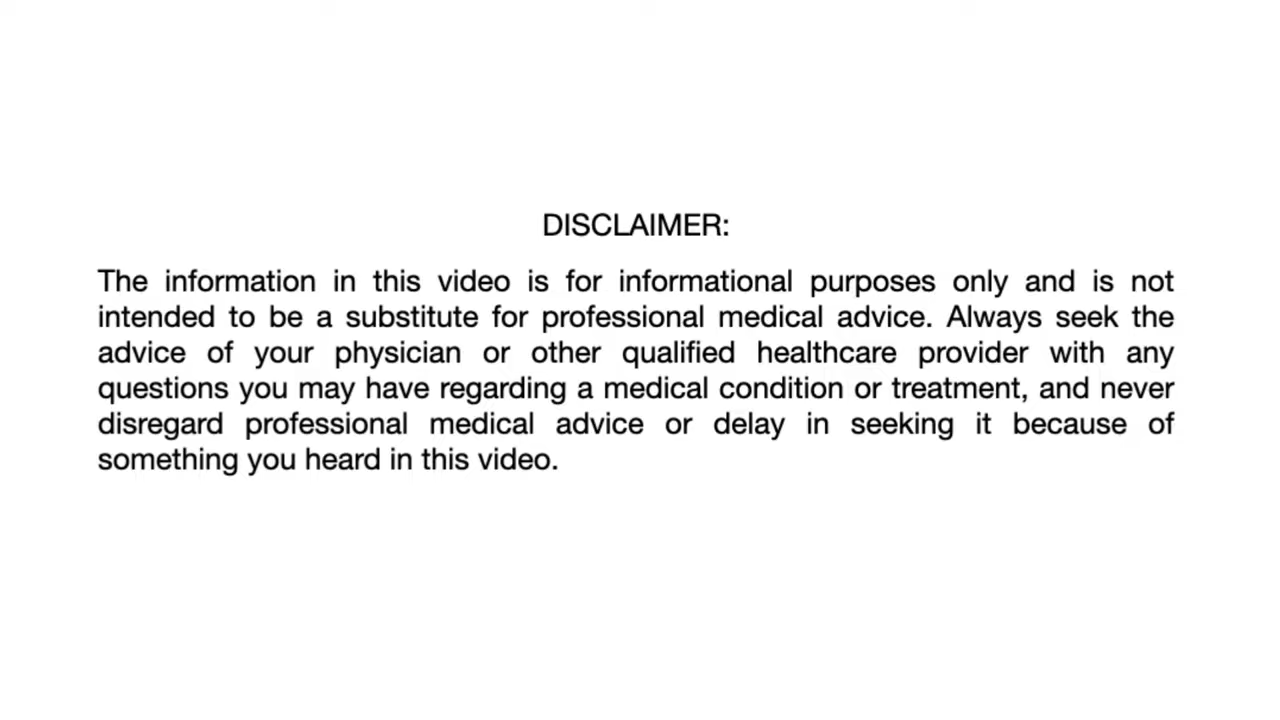 DISCLAIMER:
The information in this video is for informational purposes only and is not
intended to be a substitute for professional medical advice. Always seek the
advice of your physician or other qualified healthcare provider with any
questions you may have regarding a medical condition or treatment, and never
disregard professional medical advice or delay in seeking it because of
something you heard in this video.